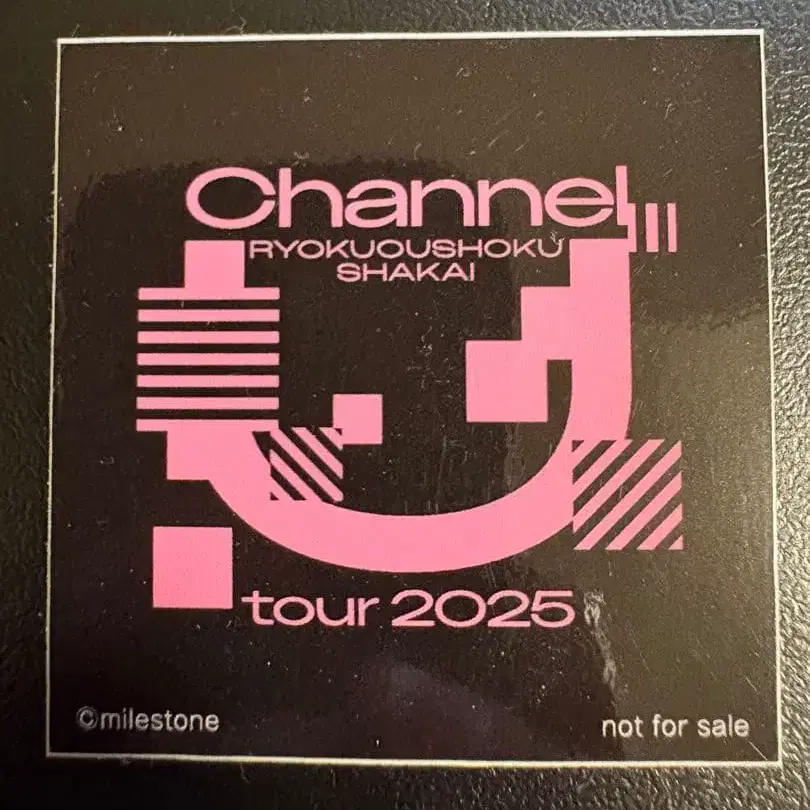 Channel
RYOKUOUSHOKU
SHAKAI
U
tour 2025
©milestone
not for sale